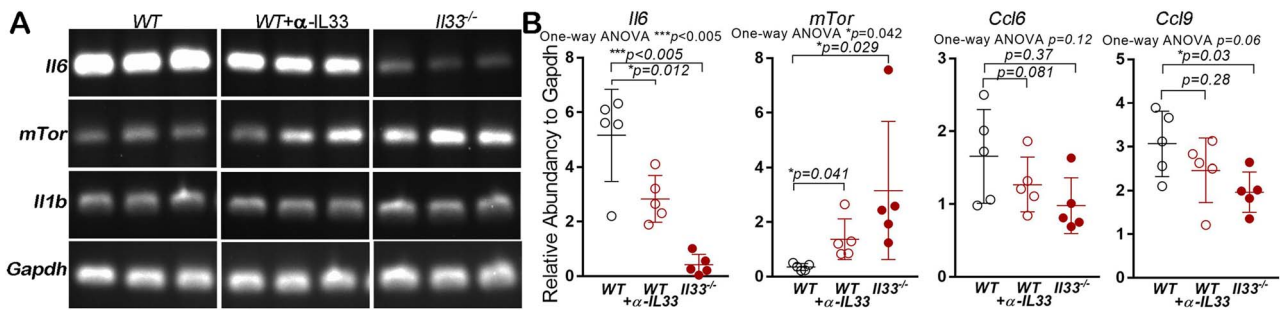 A
WT
WT+α-IL33
Il33-/-
Il6
mTor
Il1b
Gapdh
B
Relative Abundancy to Gapdh
Il6
One-way ANOVA ***p<0.005
***p<0.005
*p=0.012
8
6
4
2
0
WT WT Il33-/-
+α-IL33
mTor
One-way ANOVA *p=0.042
*p=0.029
*p=0.041
8
6
4
2
0
WT WT Il33-/-
+α-IL33
Ccl6
One-way ANOVA p=0.12
p=0.37
p=0.081
3
2
1
0
WT WT Il33-/-
+α-IL33
Ccl9
One-way ANOVA p=0.06
*p=0.03
p=0.28
5
4
3
2
1
0
WT WT Il33-/-
+α-IL33